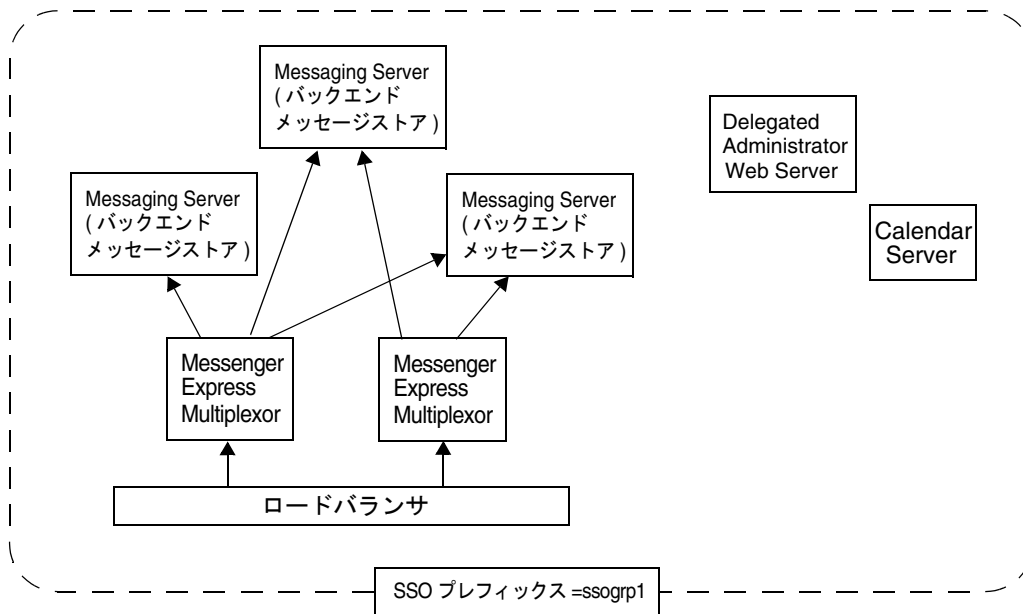 Messaging Server
( バックエンド
メッセージストア )
Delegated
Administrator
Web Server
Messaging Server
( バックエンド
メッセージストア )
Messaging Server
( バックエンド
メッセージストア )
Calendar
Server
Messenger
Express
Multiplexor
Messenger
Express
Multiplexor
ロードバランサ
SSO プレフィックス =ssogrp1